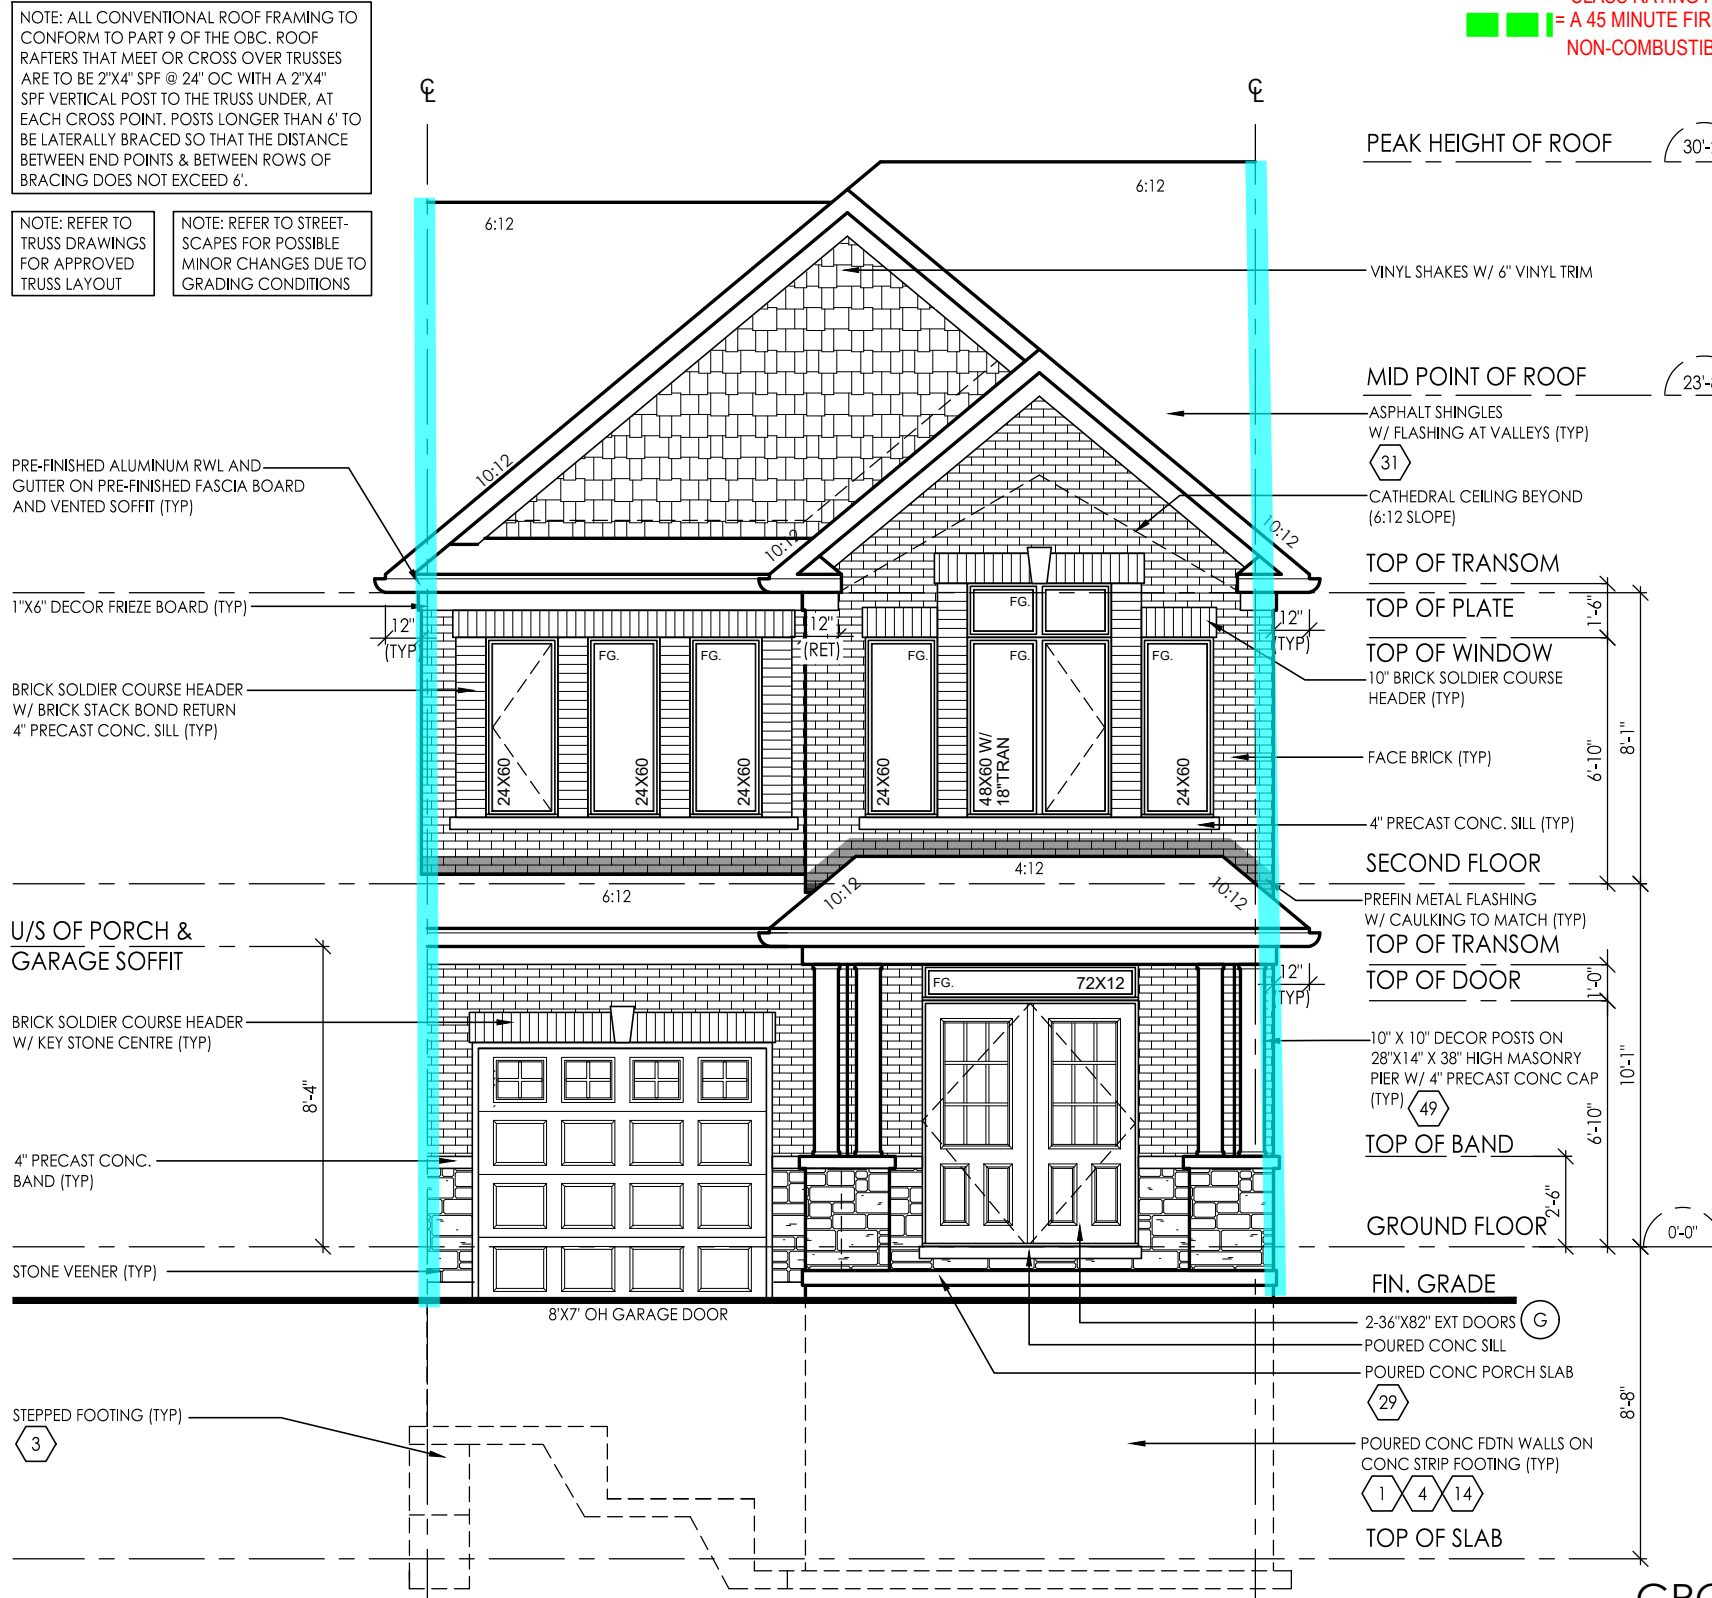 NOTE: ALL CONVENTIONAL ROOF FRAMING TO
CONFORM TO PART 9 OF THE OBC. ROOF
RAFTERS THAT MEET OR CROSS OVER TRUSSES
ARE TO BE 2"X4" SPF @ 24" OC WITH A 2"X4"
SPF VERTICAL POST TO THE TRUSS UNDER, AT
EACH CROSS POINT. POSTS LONGER THAN 6' TO
BE LATERALLY BRACED SO THAT THE DISTANCE
BETWEEN END POINTS & BETWEEN ROWS OF
BRACING DOES NOT EXCEED 6'.
NOTE: REFER TO
TRUSS DRAWINGS
FOR APPROVED
TRUSS LAYOUT
NOTE: REFER TO STREET-
SCAPES FOR POSSIBLE
MINOR CHANGES DUE TO
GRADING CONDITIONS
= A 45 MINUTE FIR
NON-COMBUSTIB
℄
℄
6:12
6:12
10:12
10:12
10:12
PRE-FINISHED ALUMINUM RWL AND
GUTTER ON PRE-FINISHED FASCIA BOARD
AND VENTED SOFFIT (TYP)
1"X6" DECOR FRIEZE BOARD (TYP)
12"
(TYP)
12"
(RET)
12"
(TYP)
BRICK SOLDIER COURSE HEADER
W/ BRICK STACK BOND RETURN
4" PRECAST CONC. SILL (TYP)
24X60
FG.
24X60
FG.
24X60
FG.
24X60
FG.
FG.
48X60 W/
18"TRAN
FG.
24X60
6:12
10:12
4:12
10:12
U/S OF PORCH &
GARAGE SOFFIT
8'-4"
BRICK SOLDIER COURSE HEADER
W/ KEY STONE CENTRE (TYP)
4" PRECAST CONC.
BAND (TYP)
STONE VEENER (TYP)
FG.
72X12
12"
(TYP)
8'X7' OH GARAGE DOOR
STEPPED FOOTING (TYP)
3
PEAK HEIGHT OF ROOF
30'-
VINYL SHAKES W/ 6" VINYL TRIM
MID POINT OF ROOF
23'-
ASPHALT SHINGLES
W/ FLASHING AT VALLEYS (TYP)
31
CATHEDRAL CEILING BEYOND
(6:12 SLOPE)
TOP OF TRANSOM
TOP OF PLATE
1'-6"
TOP OF WINDOW
10" BRICK SOLDIER COURSE
HEADER (TYP)
6'-10"
8'-1"
FACE BRICK (TYP)
4" PRECAST CONC. SILL (TYP)
SECOND FLOOR
PREFIN METAL FLASHING
W/ CAULKING TO MATCH (TYP)
TOP OF TRANSOM
TOP OF DOOR
1'-0"
10" X 10" DECOR POSTS ON
28"X14" X 38" HIGH MASONRY
PIER W/ 4" PRECAST CONC CAP
(TYP)
49
6'-10"
10'-1"
TOP OF BAND
2'-6"
GROUND FLOOR
0'-0"
FIN. GRADE
2-36"X82" EXT DOORS
G
POURED CONC SILL
POURED CONC PORCH SLAB
29
8'-8"
POURED CONC FDTN WALLS ON
CONC STRIP FOOTING (TYP)
1 4 14
TOP OF SLAB